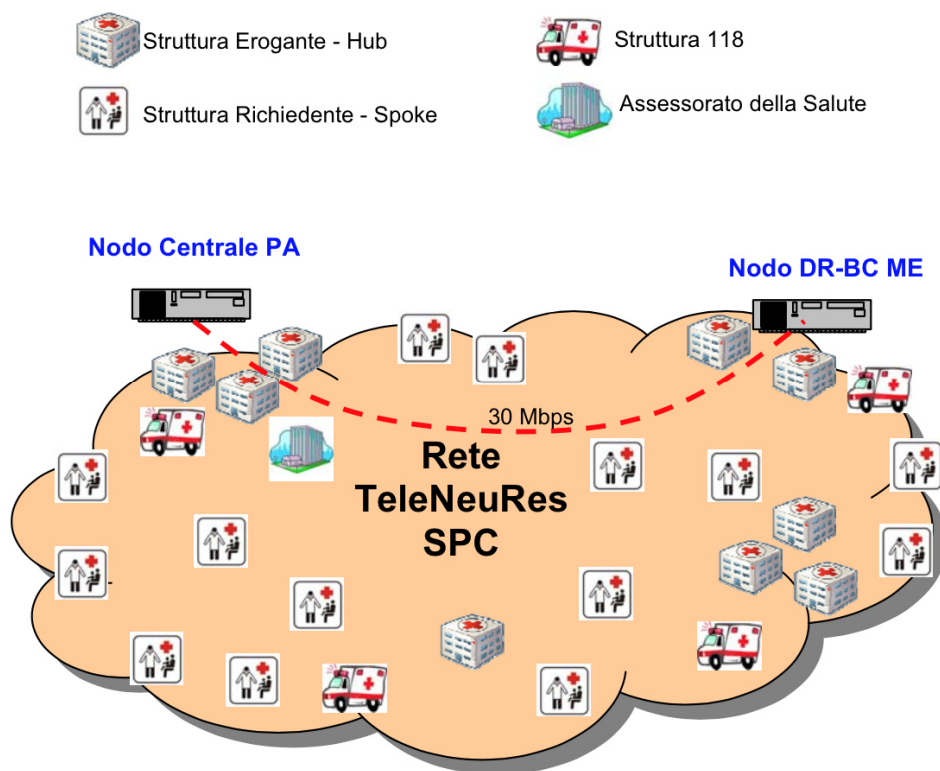 Struttura Erogante - Hub
Struttura 118
Struttura Richiedente - Spoke
Assessorato della Salute
Nodo Centrale PA
Nodo DR-BC ME
30 Mbps
Rete
TeleNeuRes
SPC